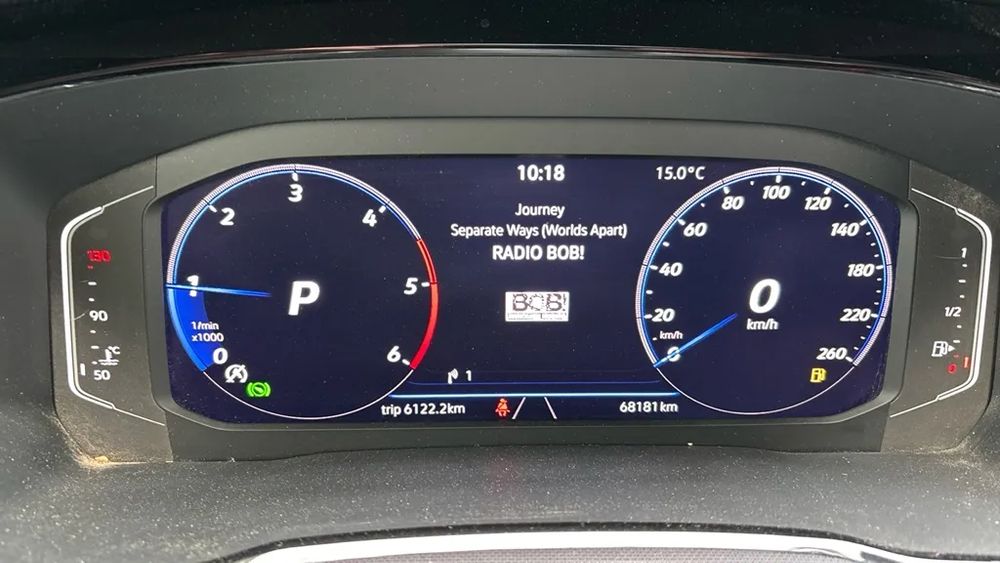 10:18
15.0°C
Journey
Separate Ways (Worlds Apart)
RADIO BOB!
BOB!
0
1
2
3
4
5
6
1/min
x1000
P
0
20
40
60
80
100
120
140
180
220
260
km/h
0
km/h
130
90
°C
50
1
1/2
0
1
trip 6122.2km
68181km